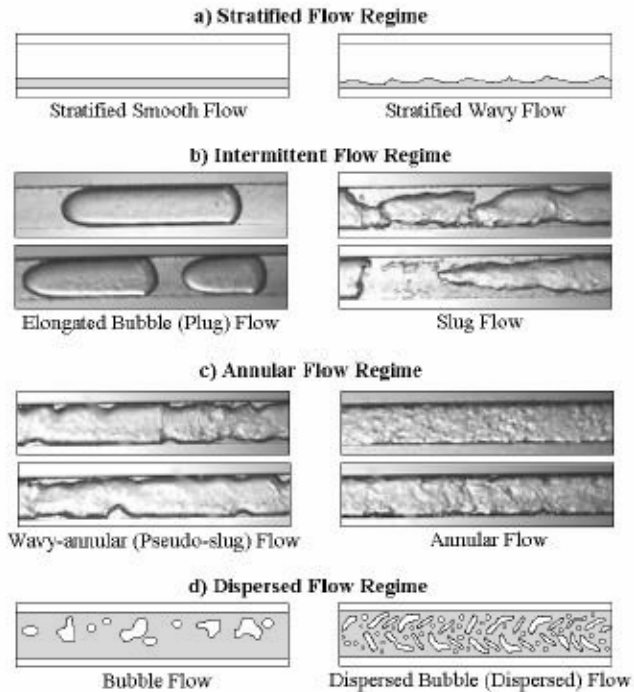 a) Stratified Flow Regime
Stratified Smooth Flow
Stratified Wavy Flow
b) Intermittent Flow Regime
Elongated Bubble (Plug) Flow
Slug Flow
c) Annular Flow Regime
Wavy-annular (Pseudo-slug) Flow
Annular Flow
d) Dispersed Flow Regime
Bubble Flow
Dispersed Bubble (Dispersed) Flow